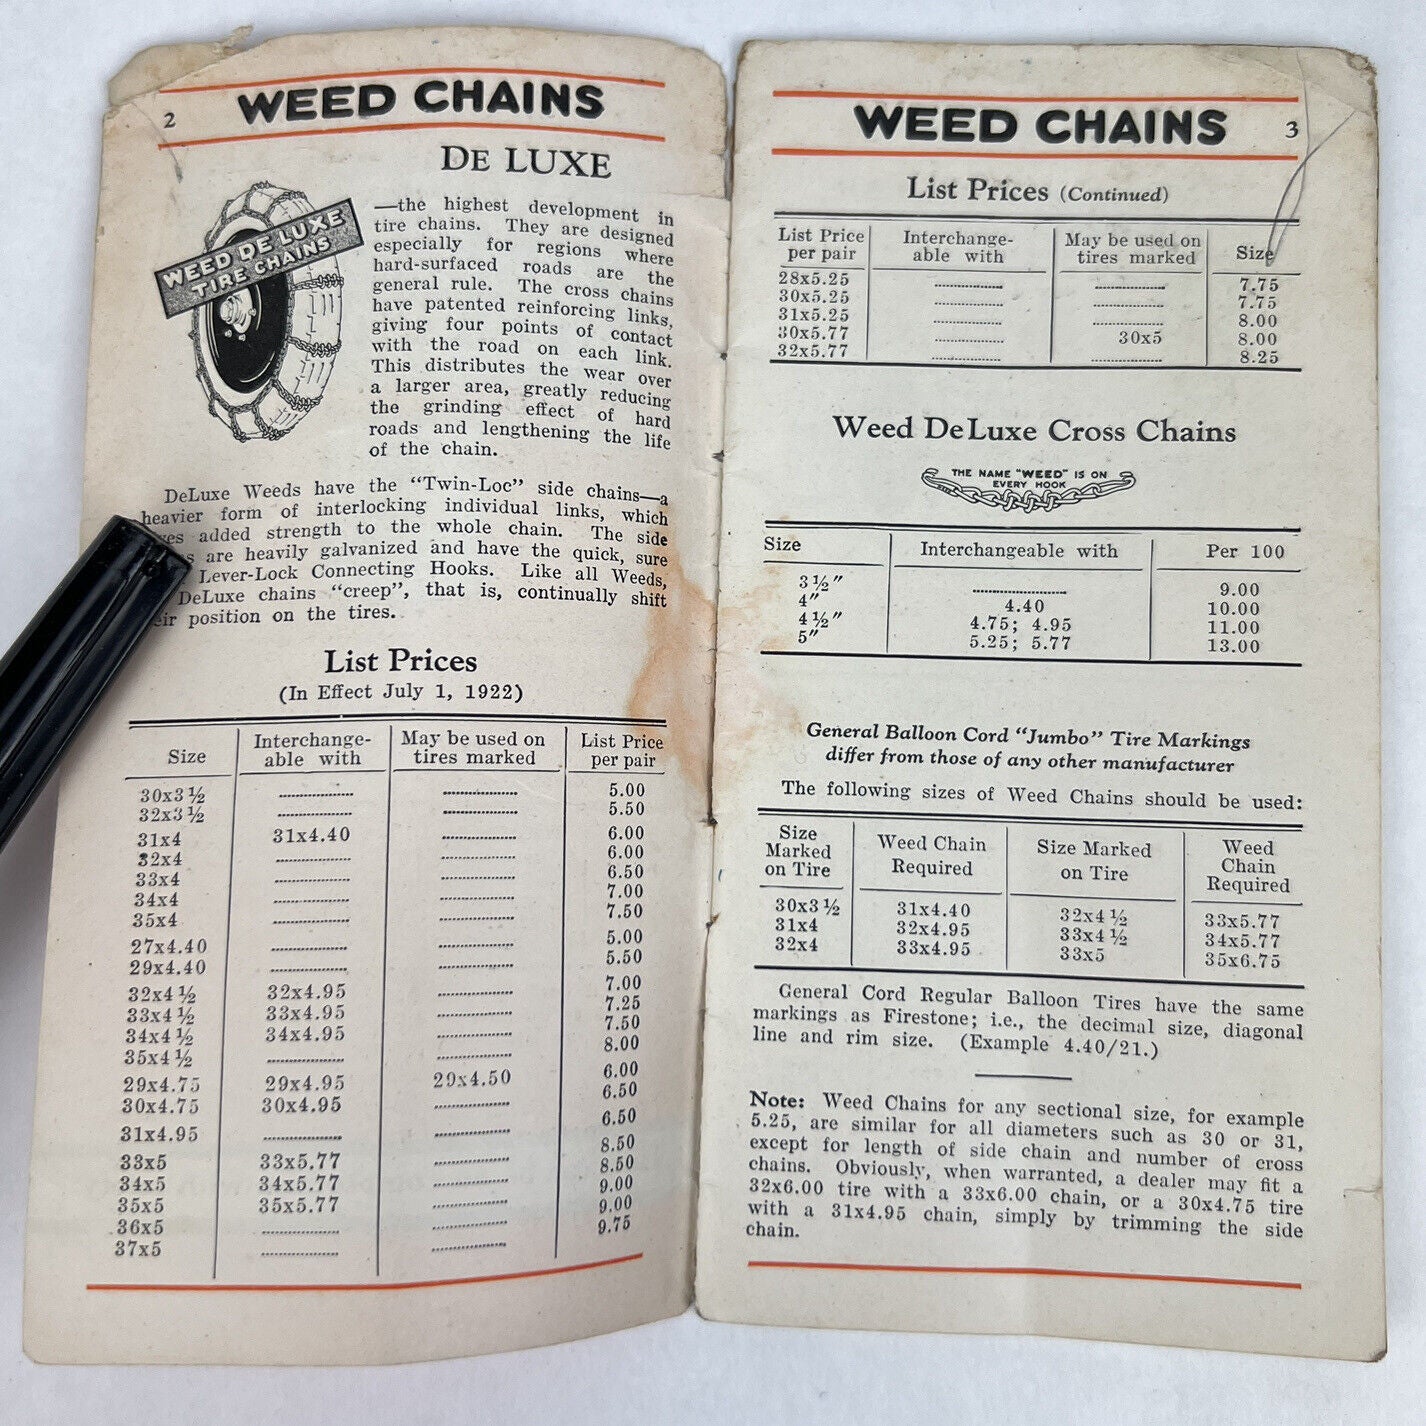 2 WEED CHAINS
DE LUXE
WEED DE LUXE
TIRE CHAINS
—the highest development in
tire chains. They are designed
especially for regions where
hard-surfaced roads are the
general rule. The cross chains
have patented reinforcing links,
giving four points of contact
with the road on each link.
This distributes the wear over
a larger area, greatly reducing
the grinding effect of hard
roads and lengthening the life
of the chain.
DeLuxe Weeds have the "Twin-Loc" side chains—a
heavier form of interlocking individual links, which
added strength to the whole chain. The side
are heavily galvanized and have the quick, sure
Lever-Lock Connecting Hooks. Like all Weeds,
DeLuxe chains "creep", that is, continually shift
position on the tires.
List Prices
(In Effect July 1, 1922)
Size Interchange- May be used on List Price
able with tires marked per pair
30x3½ 5.00
32x3½ 5.50
31x4 31x4.40 6.00
32x4 6.00
33x4 6.50
34x4 7.00
35x4 7.50
27x4.40 5.00
29x4.40 5.50
32x4½ 32x4.95 7.00
33x4½ 33x4.95 7.25
34x4½ 34x4.95 7.50
35x4½ 8.00
29x4.75 29x4.95 29x4.50 6.00
30x4.75 30x4.95 6.50
31x4.95 6.50
33x5 33x5.77 8.50
34x5 34x5.77 8.50
35x5 35x5.77 9.00
36x5 9.00
37x5 9.75
WEED CHAINS 3
List Prices (Continued)
List Price Interchange- May be used on Size
per pair able with tires marked
28x5.25 7.75
30x5.25 7.75
31x5.25 8.00
30x5.77 30x5 8.00
32x5.77 8.25
Weed DeLuxe Cross Chains
THE NAME "WEED" IS ON
EVERY HOOK
Size Interchangeable with Per 100
3½" 9.00
4" 4.40 10.00
4½" 4.75; 4.95 11.00
5" 5.25; 5.77 13.00
General Balloon Cord "Jumbo" Tire Markings
differ from those of any other manufacturer
The following sizes of Weed Chains should be used:
Size Marked on Tire Weed Chain Required Size Marked on Tire Weed Chain Required
30x3½ 31x4.40 32x4½ 33x5.77
31x4 32x4.95 33x4½ 34x5.77
32x4 33x4.95 33x5 35x6.75
General Cord Regular Balloon Tires have the same
markings as Firestone; i.e., the decimal size, diagonal
line and rim size. (Example 4.40/21.)
Note: Weed Chains for any sectional size, for example
5.25, are similar for all diameters such as 30 or 31,
except for length of side chain and number of cross
chains. Obviously, when warranted, a dealer may fit a
32x6.00 tire with a 33x6.00 chain, or a 30x4.75 tire
with a 31x4.95 chain, simply by trimming the side
chain.